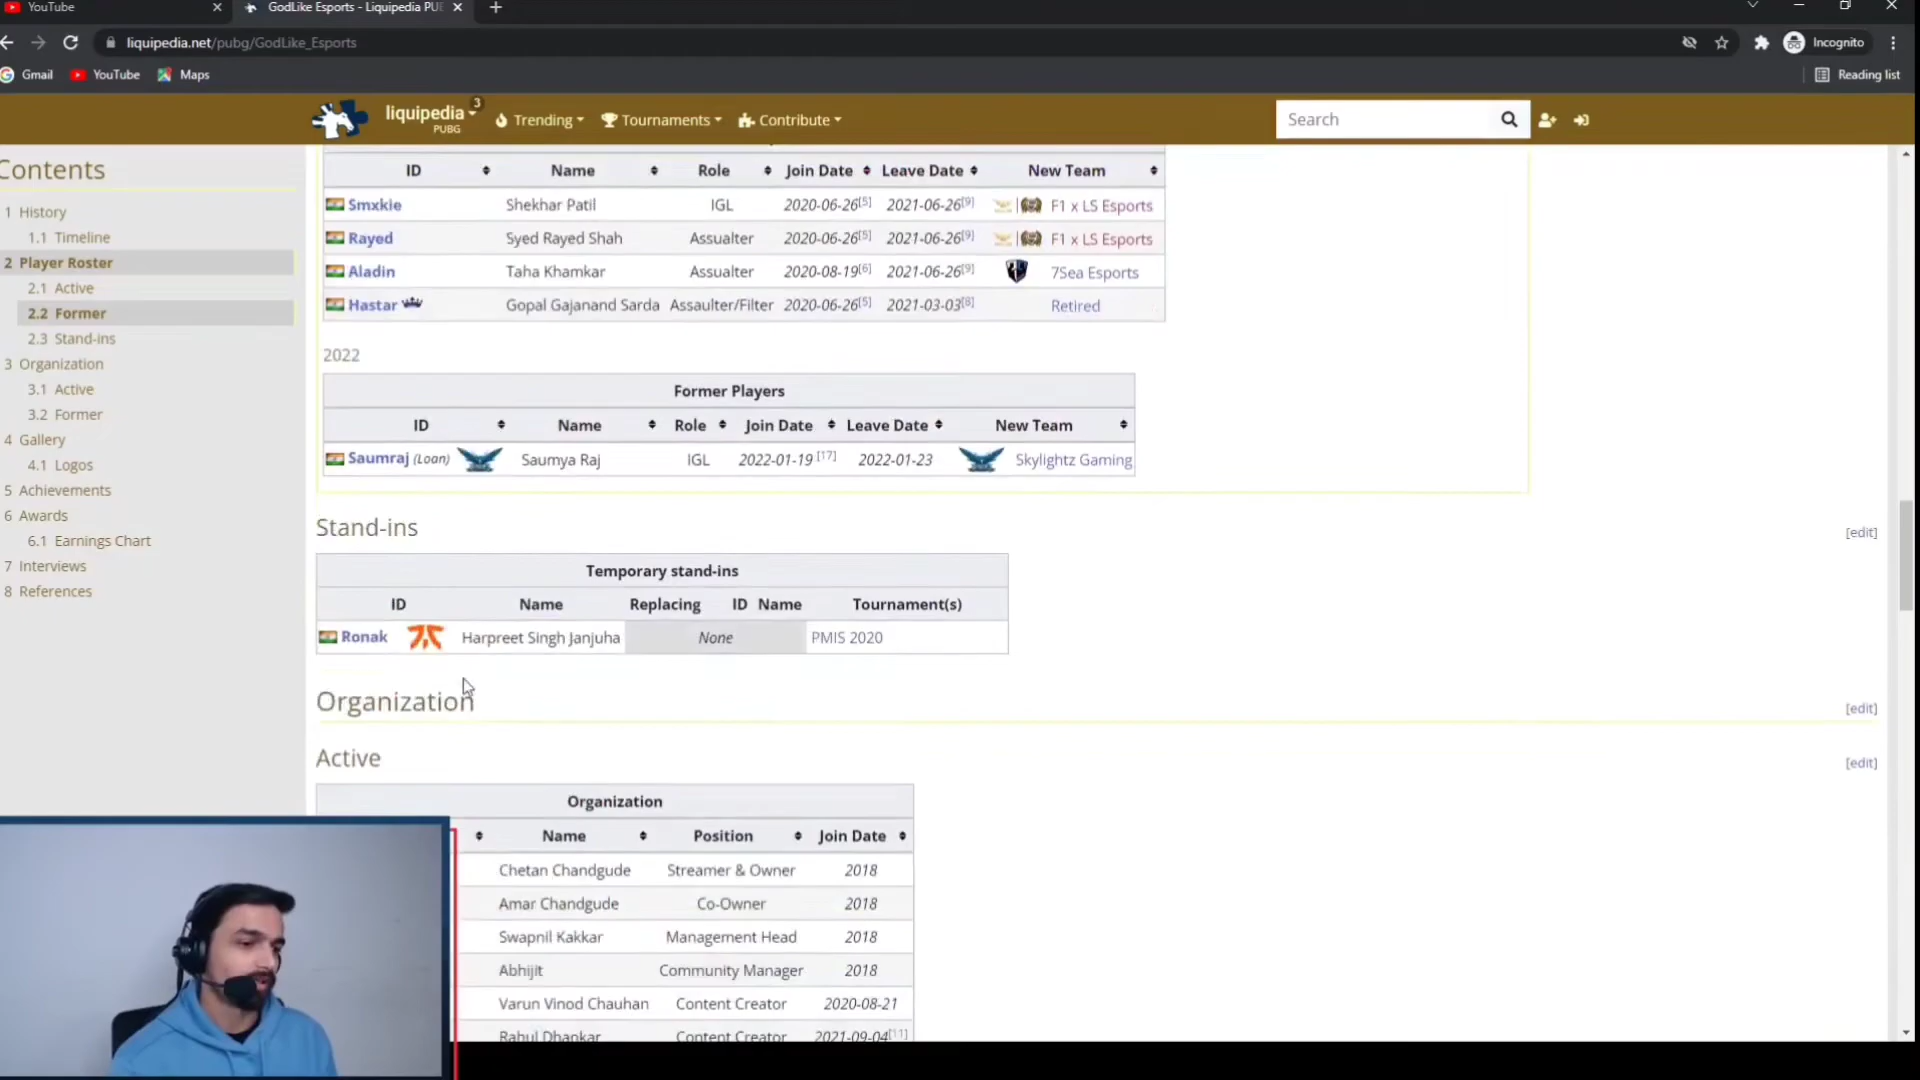 YouTube
GodLike Esports - Liquipedia PU
liquipedia.net/pubg/GodLike_Esports
Incognito
Gmail YouTube Maps
Reading list
liquipedia 3
PUBG
Trending Tournaments Contribute
Search
Contents
1 History
1.1 Timeline
2 Player Roster
2.1 Active
2.2 Former
2.3 Stand-ins
3 Organization
3.1 Active
3.2 Former
4 Gallery
4.1 Logos
5 Achievements
6 Awards
6.1 Earnings Chart
7 Interviews
8 References
ID Name Role Join Date Leave Date New Team
Smxkie Shekhar Patil IGL 2020-06-26[5] 2021-06-26[9] F1 x LS Esports
Rayed Syed Rayed Shah Assualter 2020-06-26[5] 2021-06-26[9] F1 x LS Esports
Aladin Taha Khamkar Assualter 2020-08-19[6] 2021-06-26[9] 7Sea Esports
Hastar Gopal Gajanand Sarda Assaulter/Filter 2020-06-26[5] 2021-03-03[8] Retired
2022
Former Players
ID Name Role Join Date Leave Date New Team
Saumraj (Loan) Saumya Raj IGL 2022-01-19 [17] 2022-01-23 Skylightz Gaming
Stand-ins [edit]
Temporary stand-ins
ID Name Replacing ID Name Tournament(s)
Ronak Harpreet Singh Janjuha None PMIS 2020
Organization [edit]
Active [edit]
Organization
Name Position Join Date
Chetan Chandgude Streamer & Owner 2018
Amar Chandgude Co-Owner 2018
Swapnil Kakkar Management Head 2018
Abhijit Community Manager 2018
Varun Vinod Chauhan Content Creator 2020-08-21
Rahul Dhankar Content Creator 2021-09-04[11]